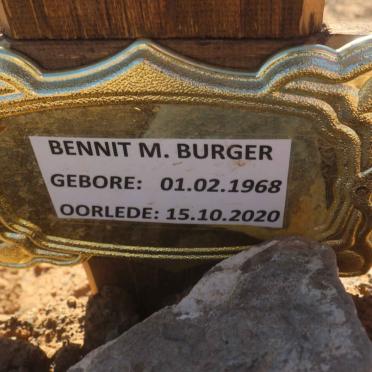 BENNIT M. BURGER
GEBORE: 01.02.1968
OORLEDE: 15.10.2020